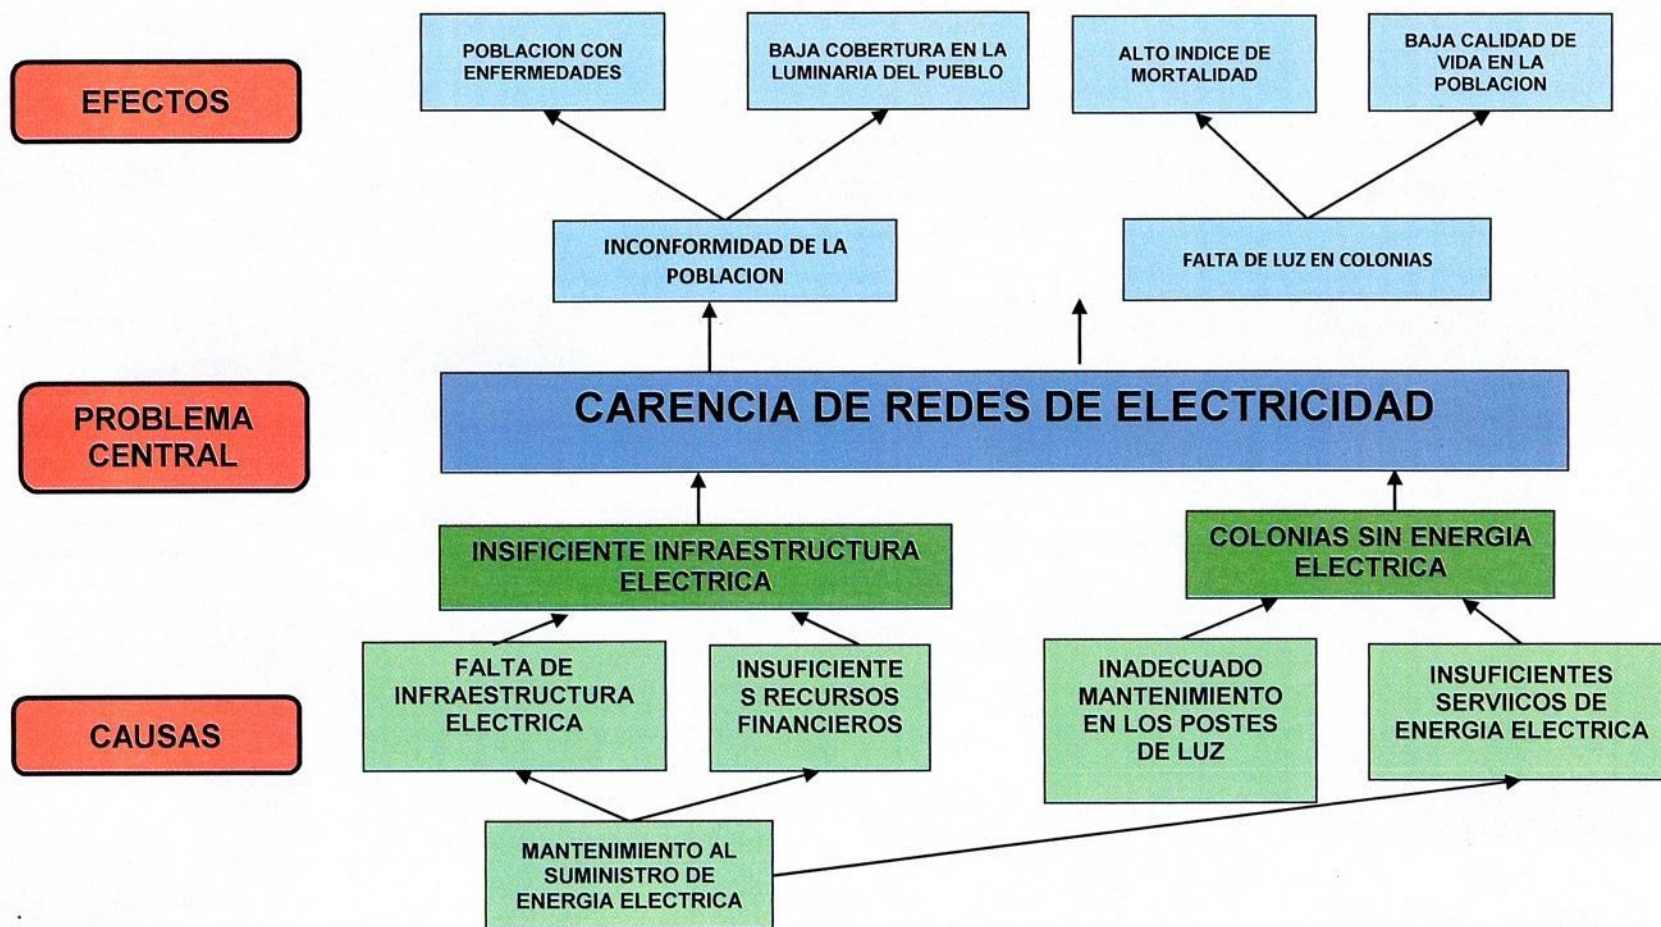 EFECTOS
POBLACION CON
ENFERMEDADES
BAJA COBERTURA EN LA
LUMINARIA DEL PUEBLO
ALTO INDICE DE
MORTALIDAD
BAJA CALIDAD DE
VIDA EN LA
POBLACION
INCONFORMIDAD DE LA
POBLACION
FALTA DE LUZ EN COLONIAS
PROBLEMA
CENTRAL
CARENCIA DE REDES DE ELECTRICIDAD
INSIFICIENTE INFRAESTRUCTURA
ELECTRICA
COLONIAS SIN ENERGIA
ELECTRICA
CAUSAS
FALTA DE
INFRAESTRUCTURA
ELECTRICA
INSUFICIENTE
S RECURSOS
FINANCIEROS
INADECUADO
MANTENIMIENTO
EN LOS POSTES
DE LUZ
INSUFICIENTES
SERVIICOS DE
ENERGIA ELECTRICA
MANTENIMIENTO AL
SUMINISTRO DE
ENERGIA ELECTRICA